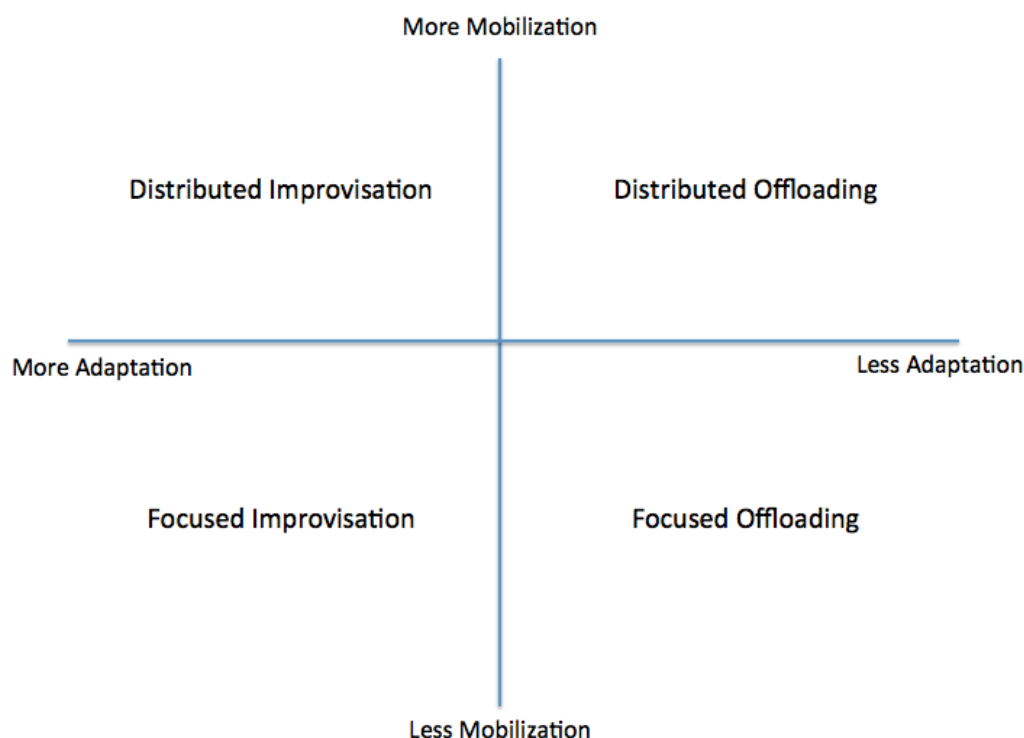 More Mobilization
Distributed Improvisation
Distributed Offloading
More Adaptation
Less Adaptation
Focused Improvisation
Focused Offloading
Less Mobilization